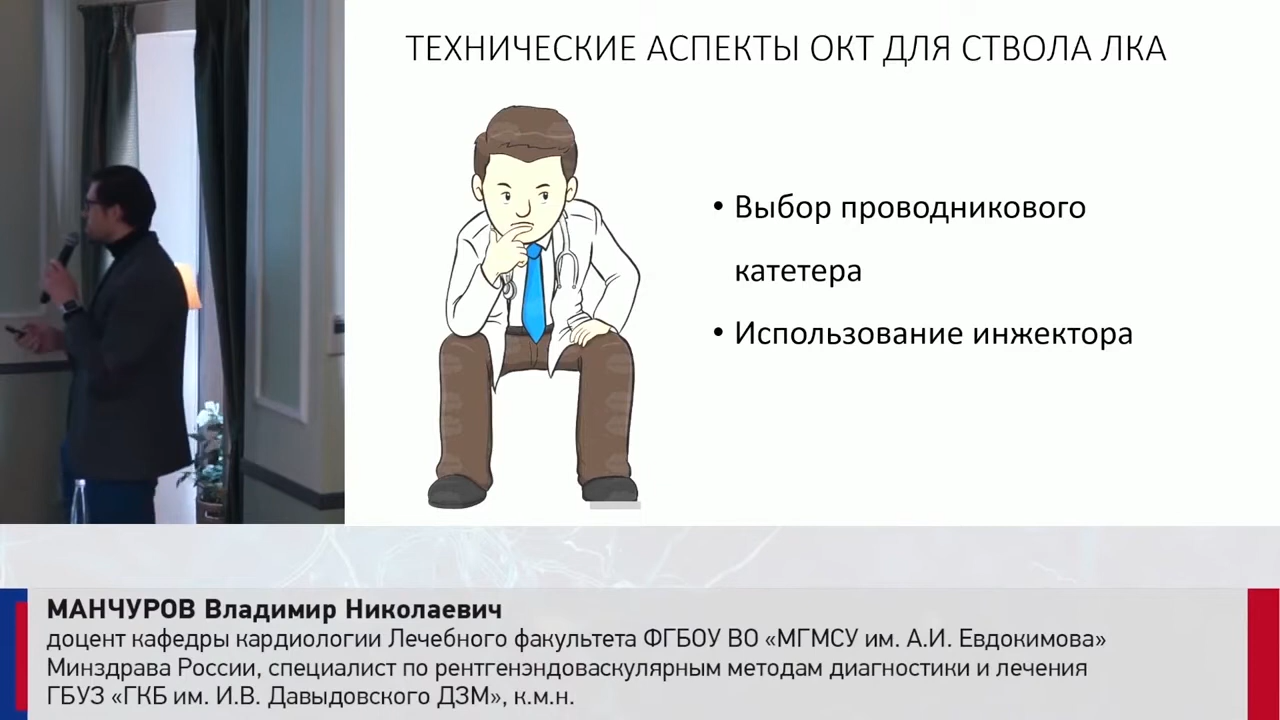 ТЕХНИЧЕСКИЕ АСПЕКТЫ ОКТ ДЛЯ СТВОЛА ЛКА
• Выбор проводникового
катетера
• Использование инжектора
МАНЧУРОВ Владимир Николаевич
доцент кафедры кардиологии Лечебного факультета ФГБОУ ВО «МГМСУ им. А.И. Евдокимова»
Минздрава России, специалист по рентгенэндоваскулярным методам диагностики и лечения
ГБУЗ «ГКБ им. И.В. Давыдовского ДЗМ», к.м.н.